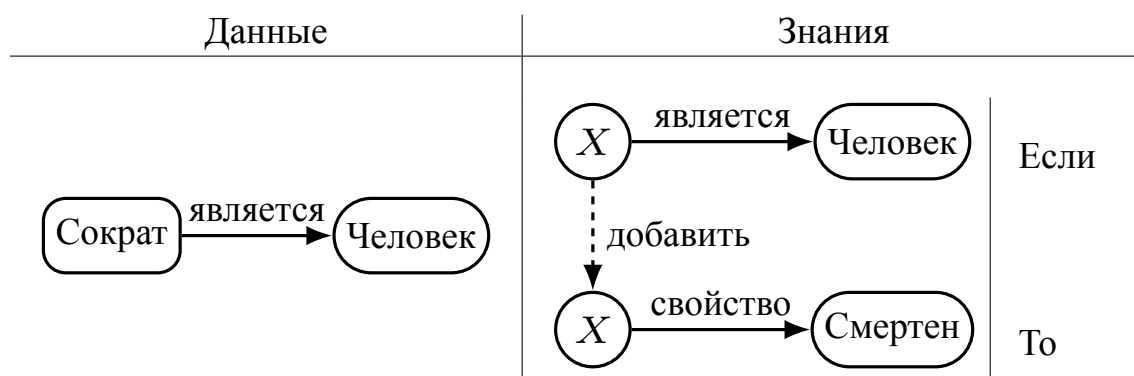 Данные
Знания
Сократ
является
Человек
X
является
Человек
Если
добавить
X
свойство
Смертен
То